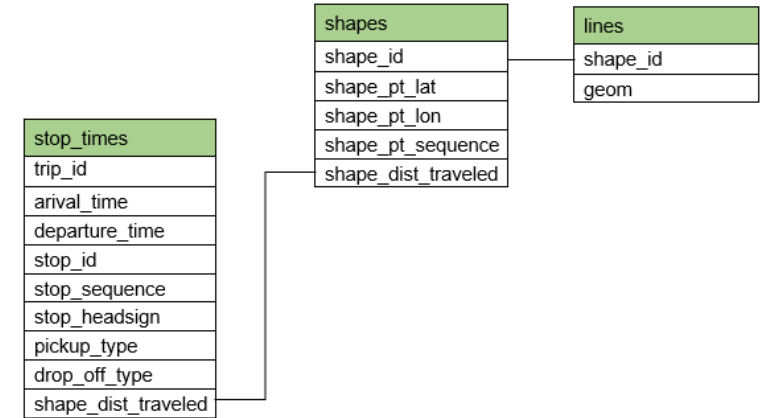 shapes
shape_id
shape_pt_lat
shape_pt_lon
shape_pt_sequence
shape_dist_traveled
lines
shape_id
geom
stop_times
trip_id
arival_time
departure_time
stop_id
stop_sequence
stop_headsign
pickup_type
drop_off_type
shape_dist_traveled